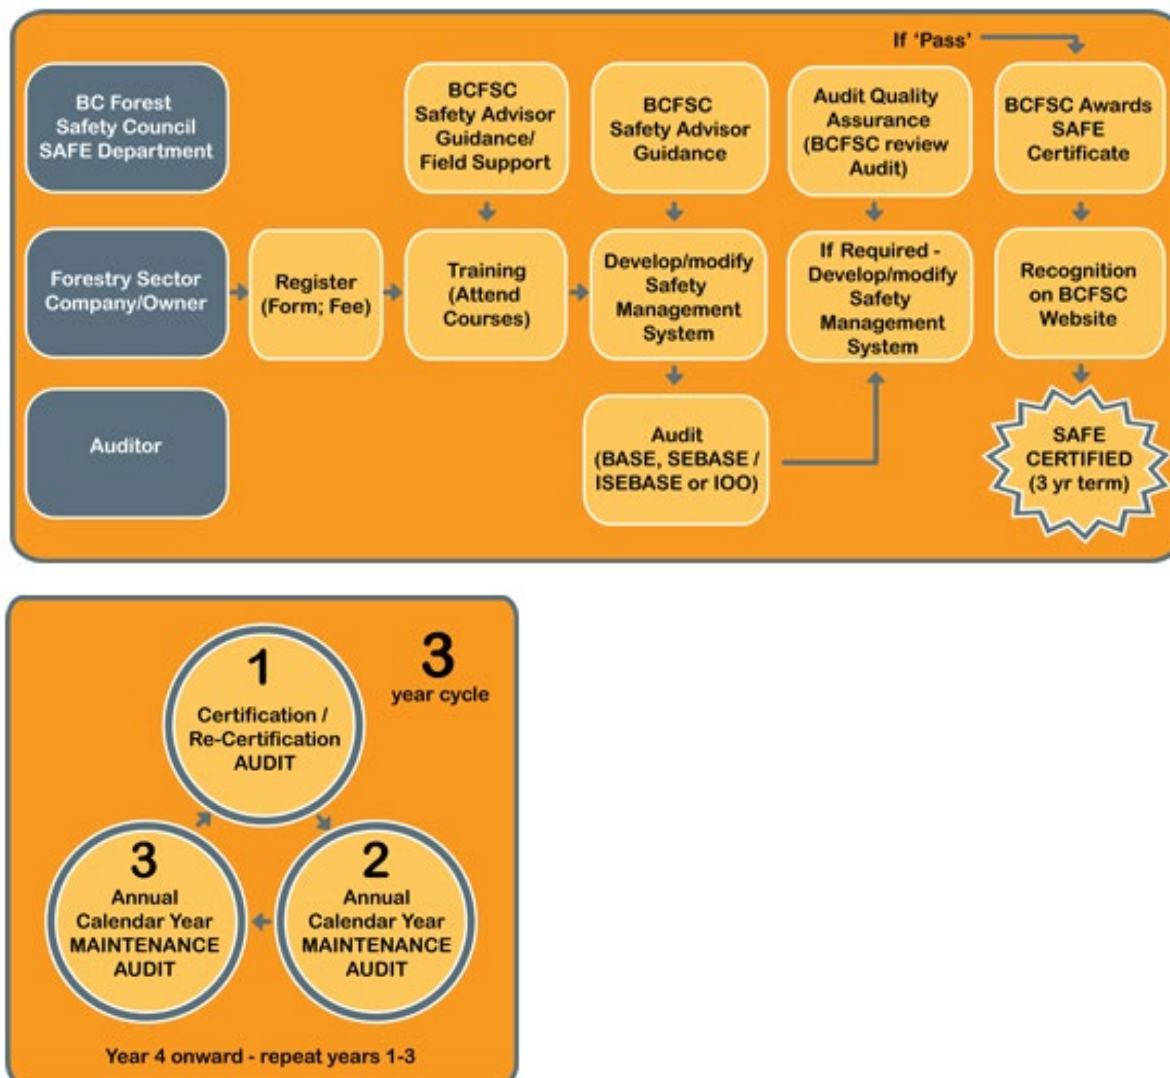 If ‘Pass’
BC Forest
Safety Council
SAFE Department
BCFSC
Safety Advisor
Guidance/
Field Support
BCFSC
Safety Advisor
Guidance
Audit Quality
Assurance
(BCFSC review
Audit)
BCFSC Awards
SAFE
Certificate
Forestry Sector
Company/Owner
Register
(Form; Fee)
Training
(Attend
Courses)
Develop/modify
Safety
Management
System
If Required -
Develop/modify
Safety
Management
System
Recognition
on BCFSC
Website
Auditor
Audit
(BASE, SEBASE /
ISEBASE or IOO)
SAFE
CERTIFIED
(3 yr term)
1
Certification /
Re-Certification
AUDIT
3
year cycle
3
Annual
Calendar Year
MAINTENANCE
AUDIT
2
Annual
Calendar Year
MAINTENANCE
AUDIT
Year 4 onward - repeat years 1-3